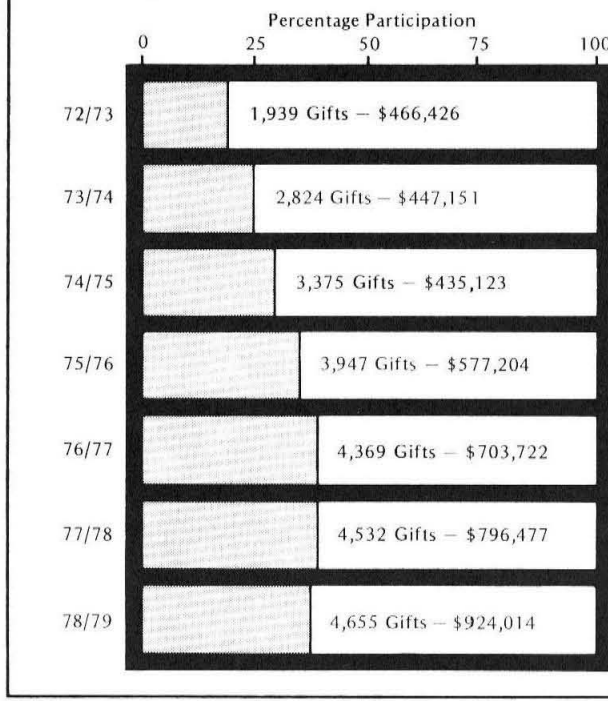 Percentage Participation
0 25 50 75 100
72/73 1,939 Gifts — $466,426
73/74 2,824 Gifts — $447,151
74/75 3,375 Gifts — $435,123
75/76 3,947 Gifts — $577,204
76/77 4,369 Gifts — $703,722
77/78 4,532 Gifts — $796,477
78/79 4,655 Gifts — $924,014